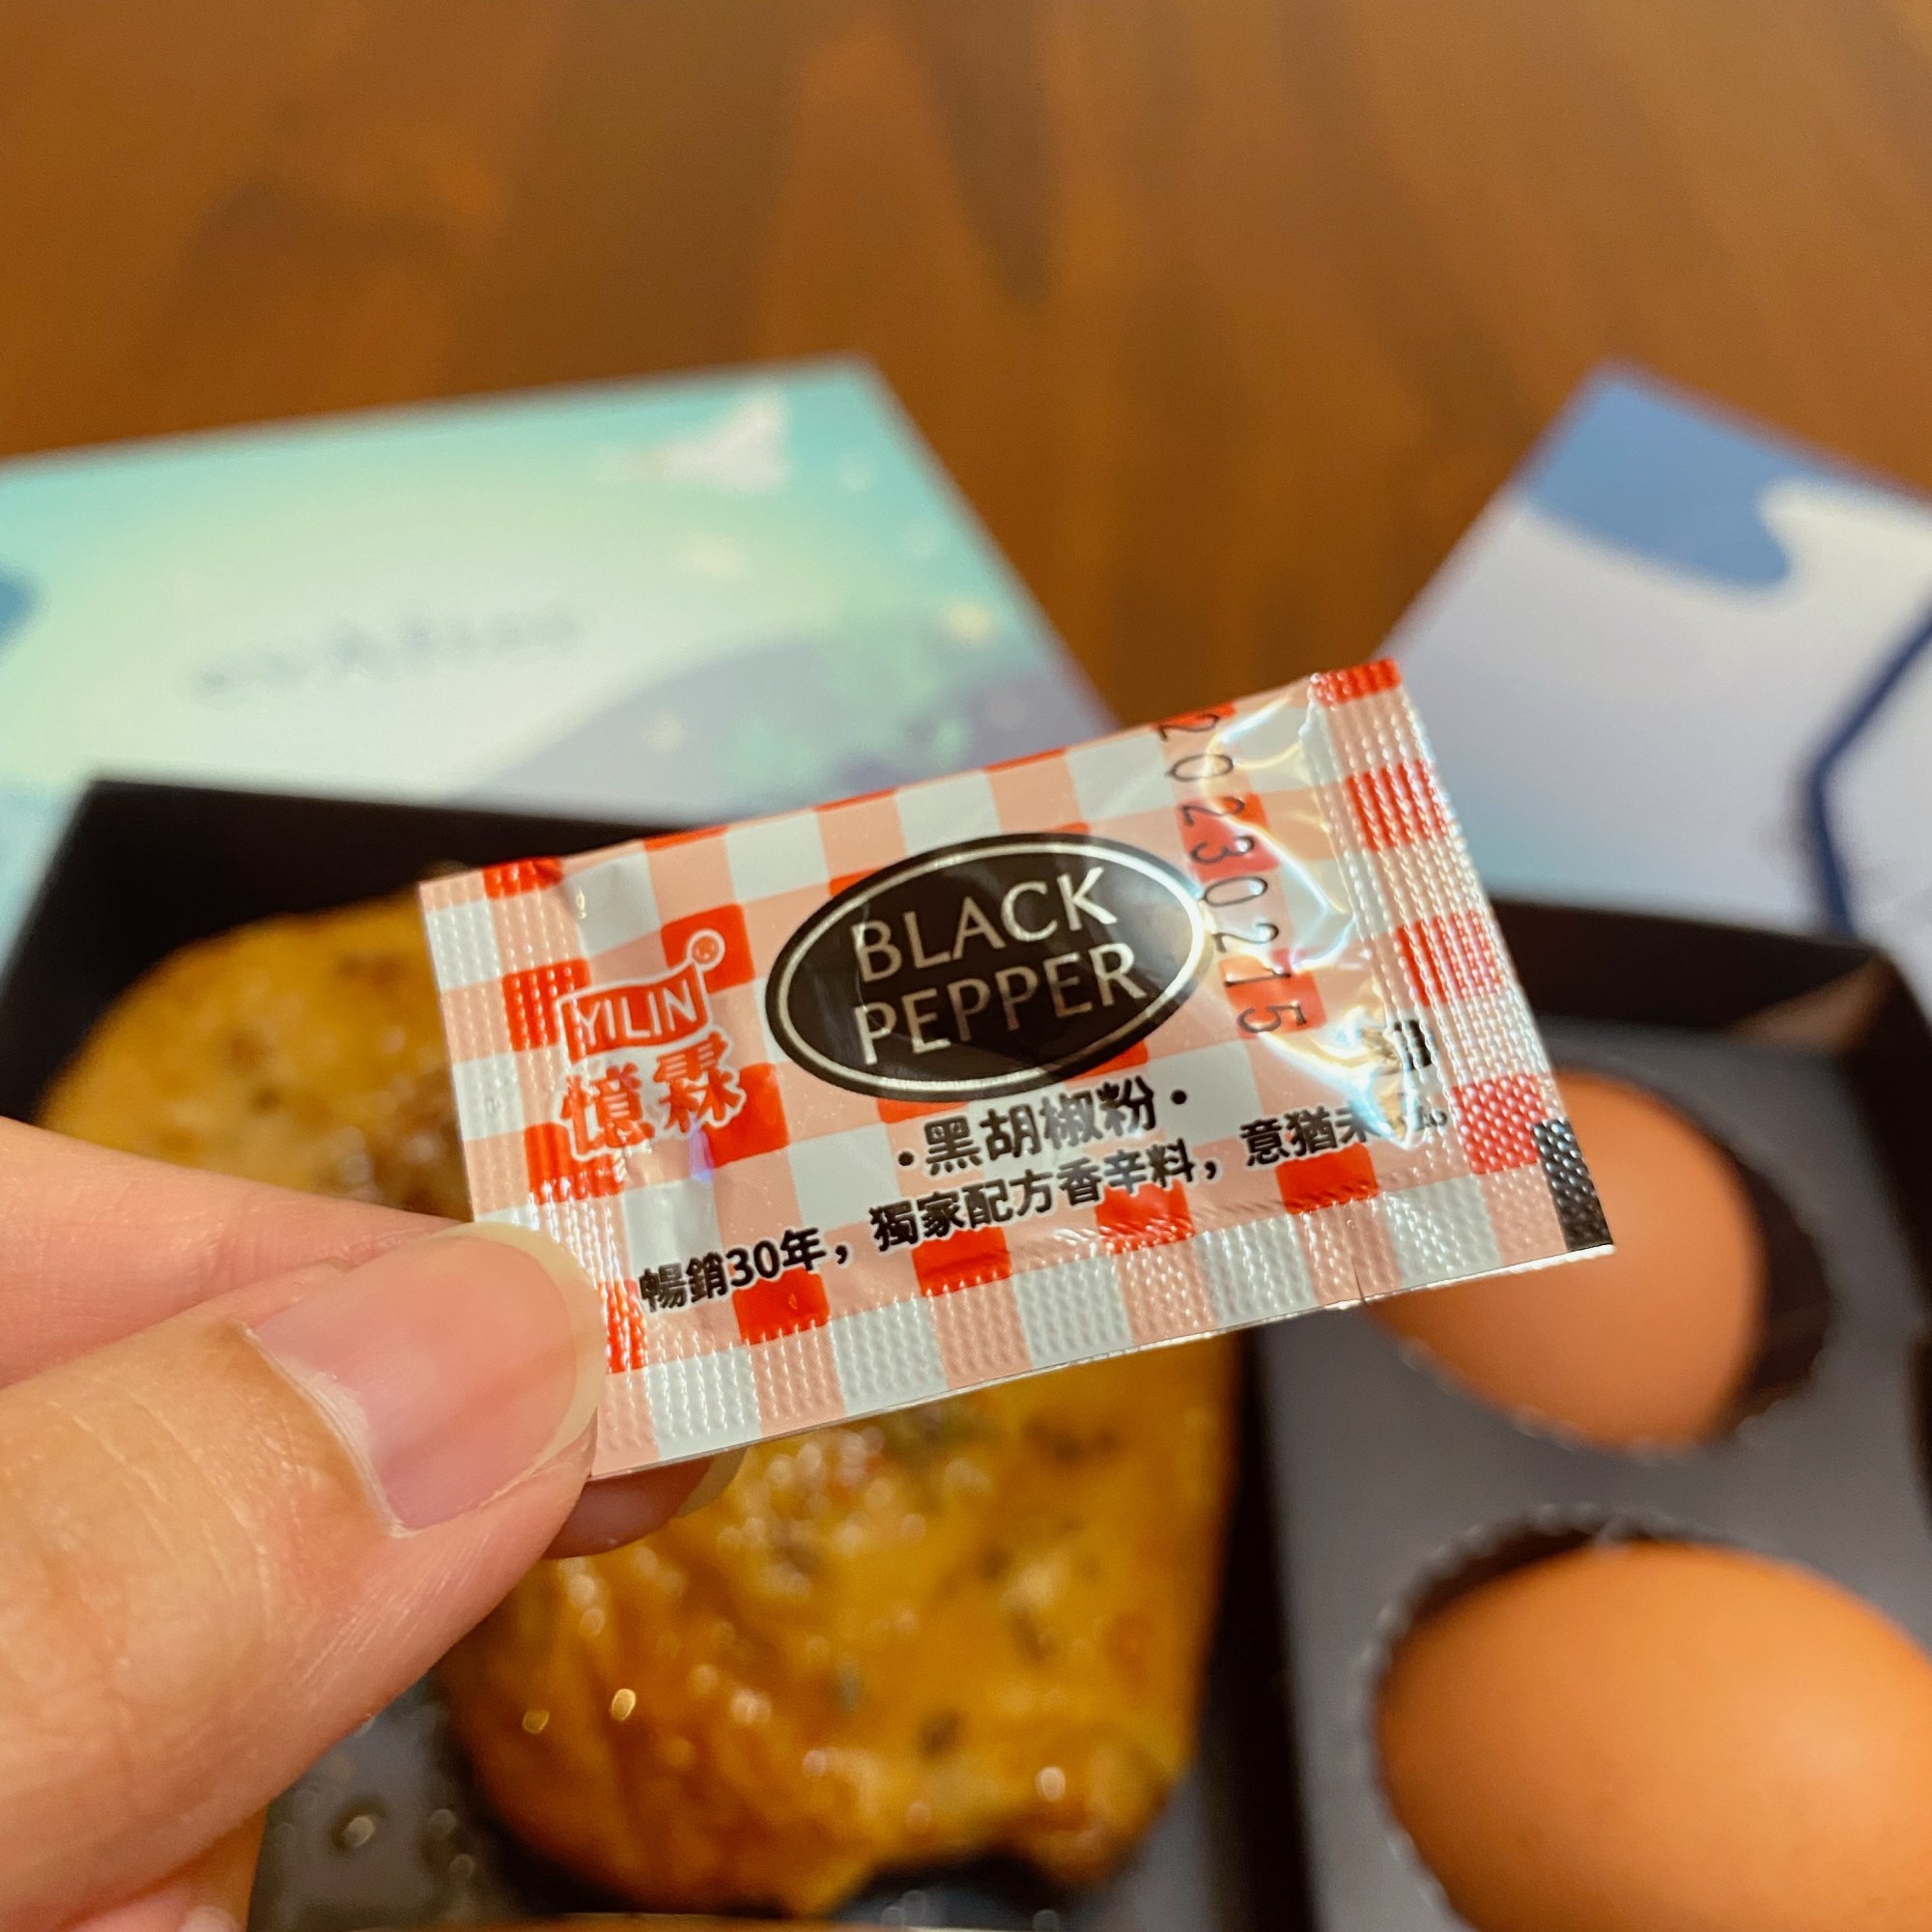 YILIN®
憶霖
BLACK
PEPPER
20230215
·黑胡椒粉·
暢銷30年，獨家配方香辛料，意猶未